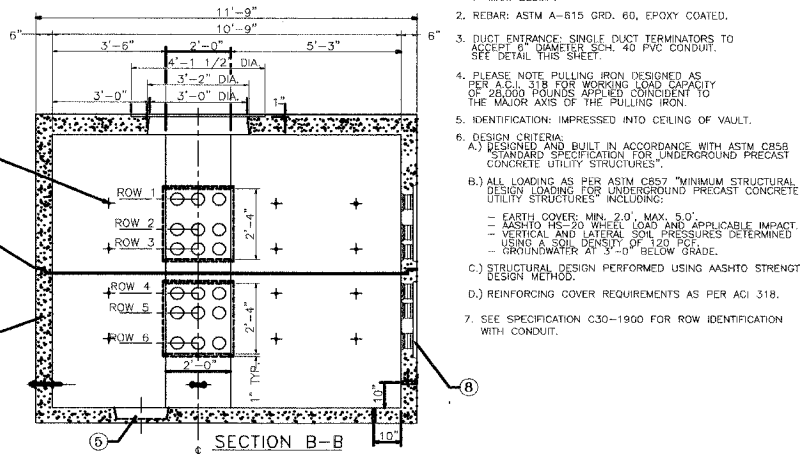 11'-9"
10'-9"
6"
6"
3'-6"
2'-0"
5'-3"
4'-1 1/2" DIA.
3'-2" DIA.
3'-0"
3'-0" DIA.
1"
ROW 1
ROW 2
ROW 3
2'-4"
ROW 4
ROW 5
ROW 6
2'-4"
2'-0"
1" TYP.
10"
10"
8
5
SECTION B-B
2. REBAR: ASTM A-615 GRD. 60, EPOXY COATED.
3. DUCT ENTRANCE: SINGLE DUCT TERMINATORS TO
ACCEPT 6" DIAMETER SCH. 40 PVC CONDUIT.
SEE DETAIL THIS SHEET.
4. PLEASE NOTE PULLING IRON DESIGNED AS
PER A.C.I. 318 FOR WORKING LOAD CAPACITY
OF 28,000 POUNDS APPLIED COINCIDENT TO
THE MAJOR AXIS OF THE PULLING IRON.
5. IDENTIFICATION: IMPRESSED INTO CEILING OF VAULT.
6. DESIGN CRITERIA:
A.) DESIGNED AND BUILT IN ACCORDANCE WITH ASTM C858
"STANDARD SPECIFICATION FOR UNDERGROUND PRECAST
CONCRETE UTILITY STRUCTURES".
B.) ALL LOADING AS PER ASTM C857 "MINIMUM STRUCTURAL
DESIGN LOADING FOR UNDERGROUND PRECAST CONCRETE
UTILITY STRUCTURES" INCLUDING:
- EARTH COVER: MIN. 2.0', MAX. 5.0'.
- AASHTO HS-20 WHEEL LOAD AND APPLICABLE IMPACT.
- VERTICAL AND LATERAL SOIL PRESSURES DETERMINED
USING A SOIL DENSITY OF 120 PCF.
- GROUNDWATER AT 3'-0" BELOW GRADE.
C.) STRUCTURAL DESIGN PERFORMED USING AASHTO STRENGT
DESIGN METHOD.
D.) REINFORCING COVER REQUIREMENTS AS PER ACI 318.
7. SEE SPECIFICATION C30-1900 FOR ROW IDENTIFICATION
WITH CONDUIT.